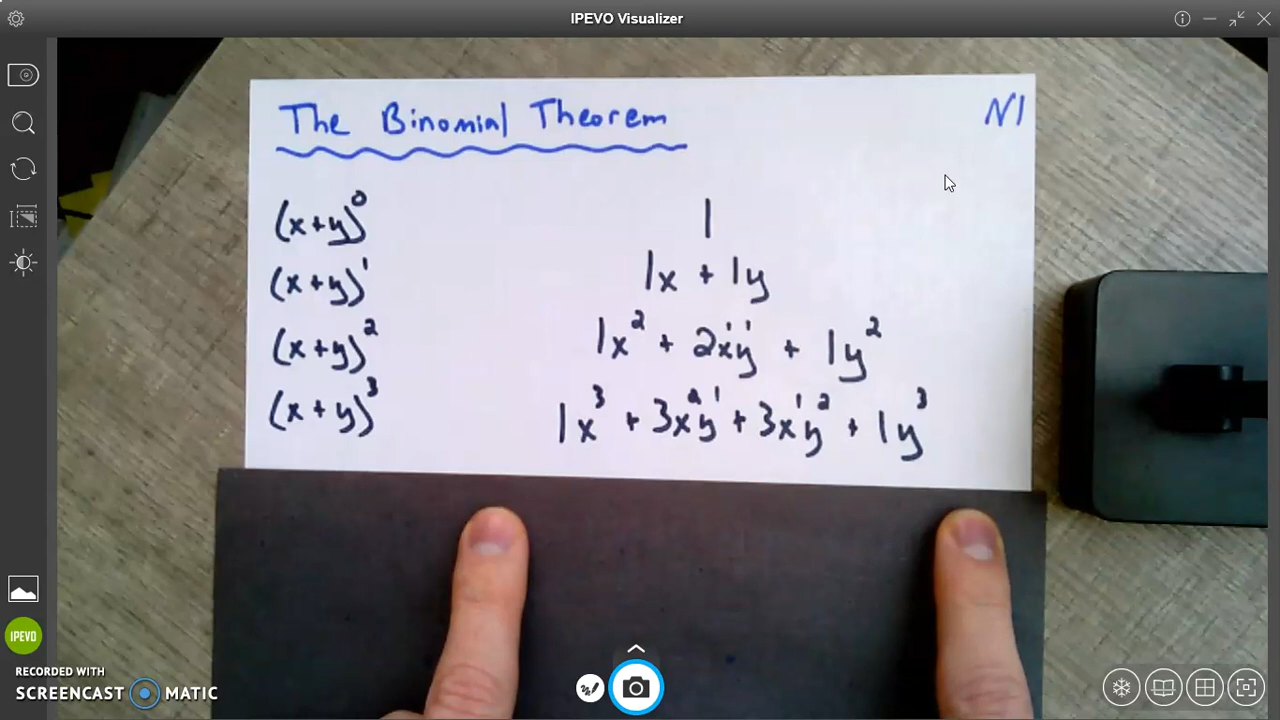 IPEVO Visualizer
The Binomial Theorem N1
(x+y)⁰ 1
(x+y)¹ 1x + 1y
(x+y)² 1x² + 2x¹y¹ + 1y²
(x+y)³ 1x³ + 3x²y¹ + 3x¹y² + 1y³
IPEVO
RECORDED WITH
SCREENCAST MATIC